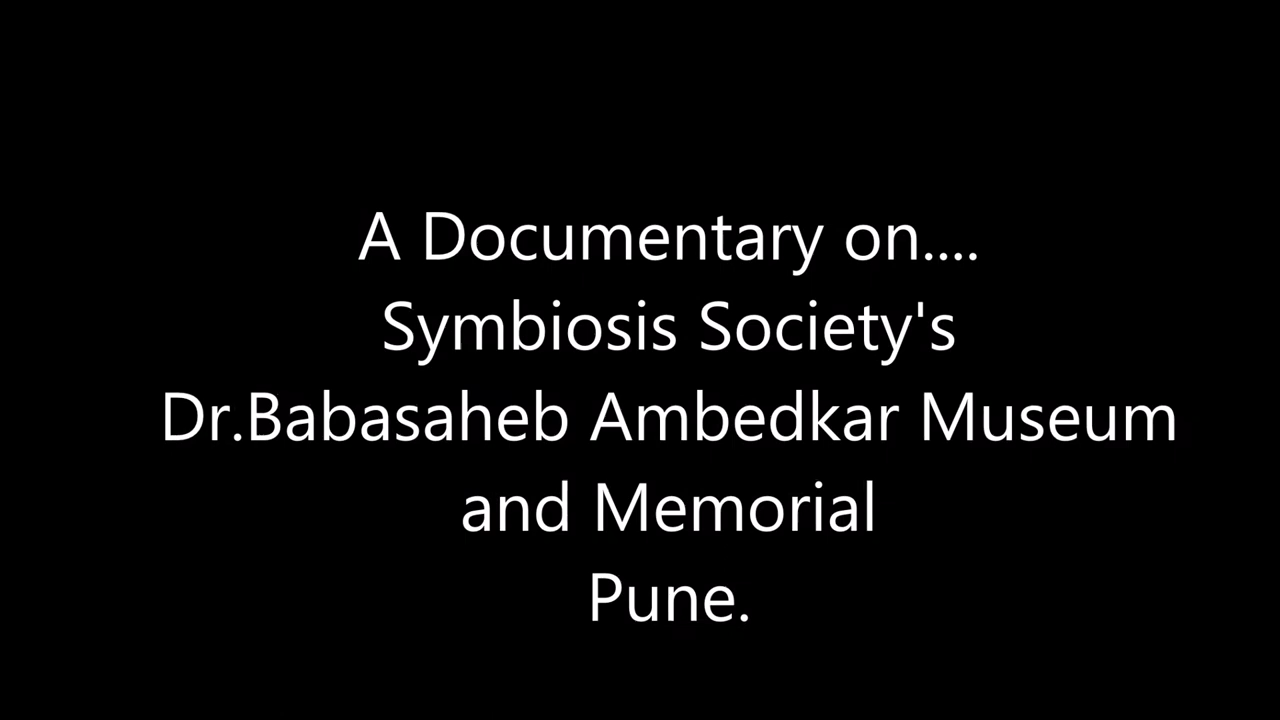 A Documentary on....
Symbiosis Society's
Dr.Babasaheb Ambedkar Museum
and Memorial
Pune.